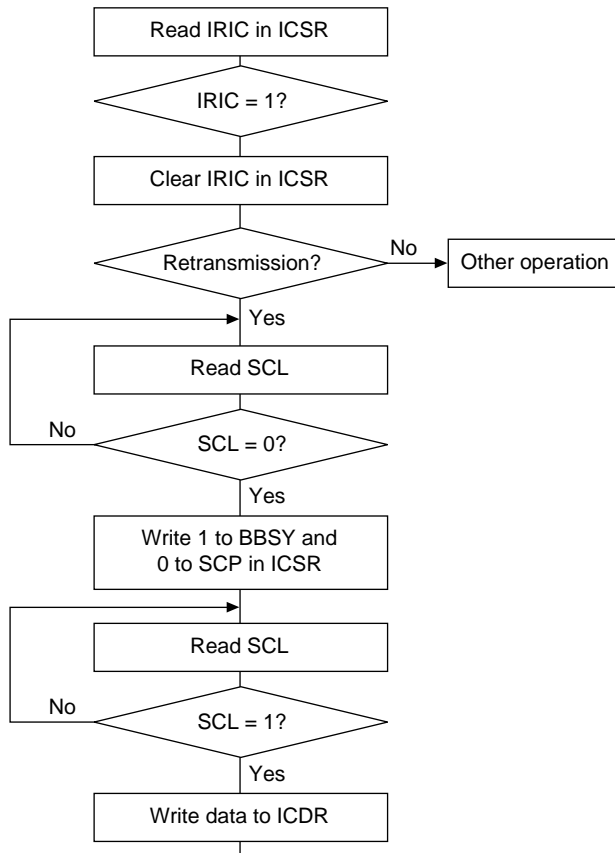 Read IRIC in ICSR
IRIC = 1?
Clear IRIC in ICSR
Retransmission?
No
Other operation
Yes
Read SCL
No
SCL = 0?
Yes
Write 1 to BBSY and
0 to SCP in ICSR
Read SCL
No
SCL = 1?
Yes
Write data to ICDR